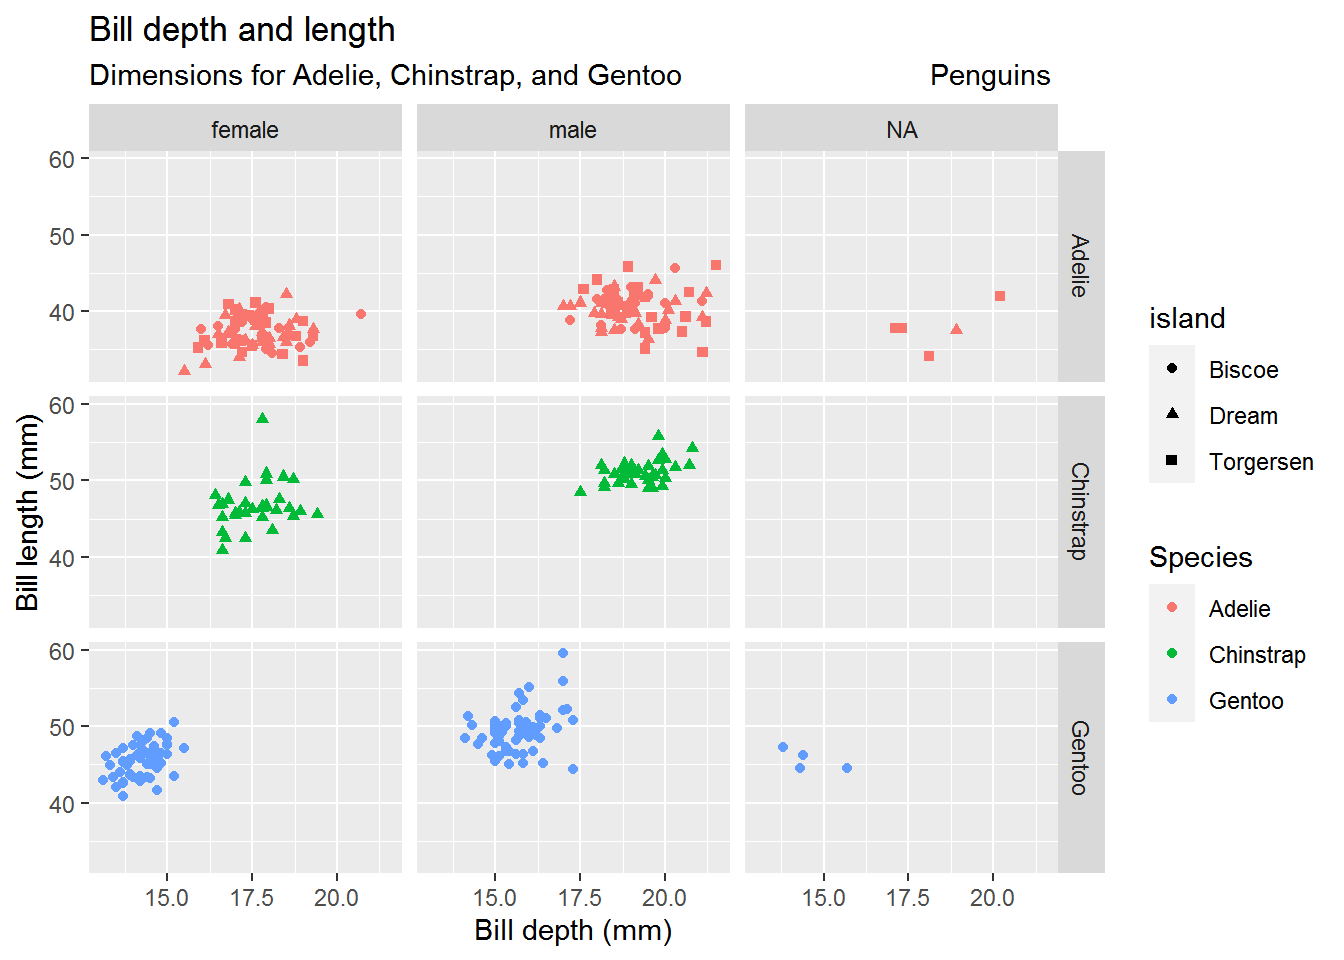 Bill depth and length
Dimensions for Adelie, Chinstrap, and Gentoo Penguins
female male NA
60
50
40
Adelie
60
50
40
Chinstrap
60
50
40
Gentoo
Bill length (mm)
15.0 17.5 20.0 15.0 17.5 20.0 15.0 17.5 20.0
Bill depth (mm)
island
Biscoe
Dream
Torgersen
Species
Adelie
Chinstrap
Gentoo